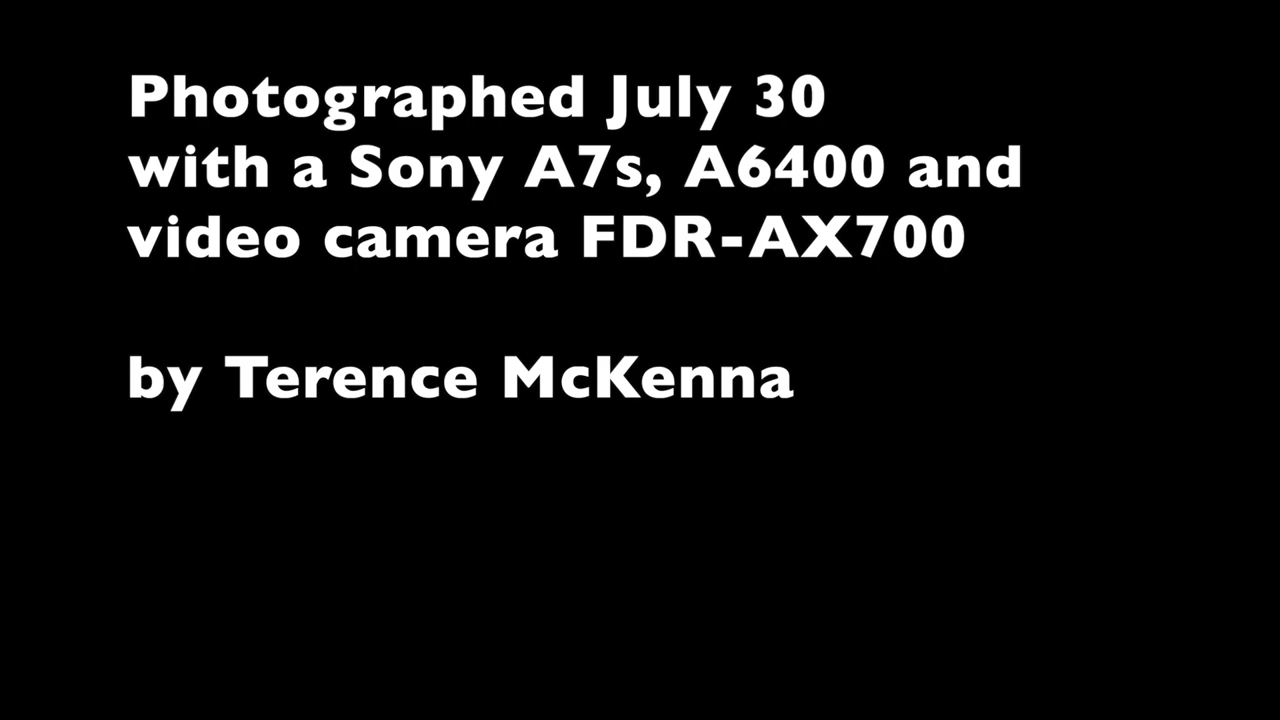 Photographed July 30
with a Sony A7s, A6400 and
video camera FDR-AX700
by Terence McKenna